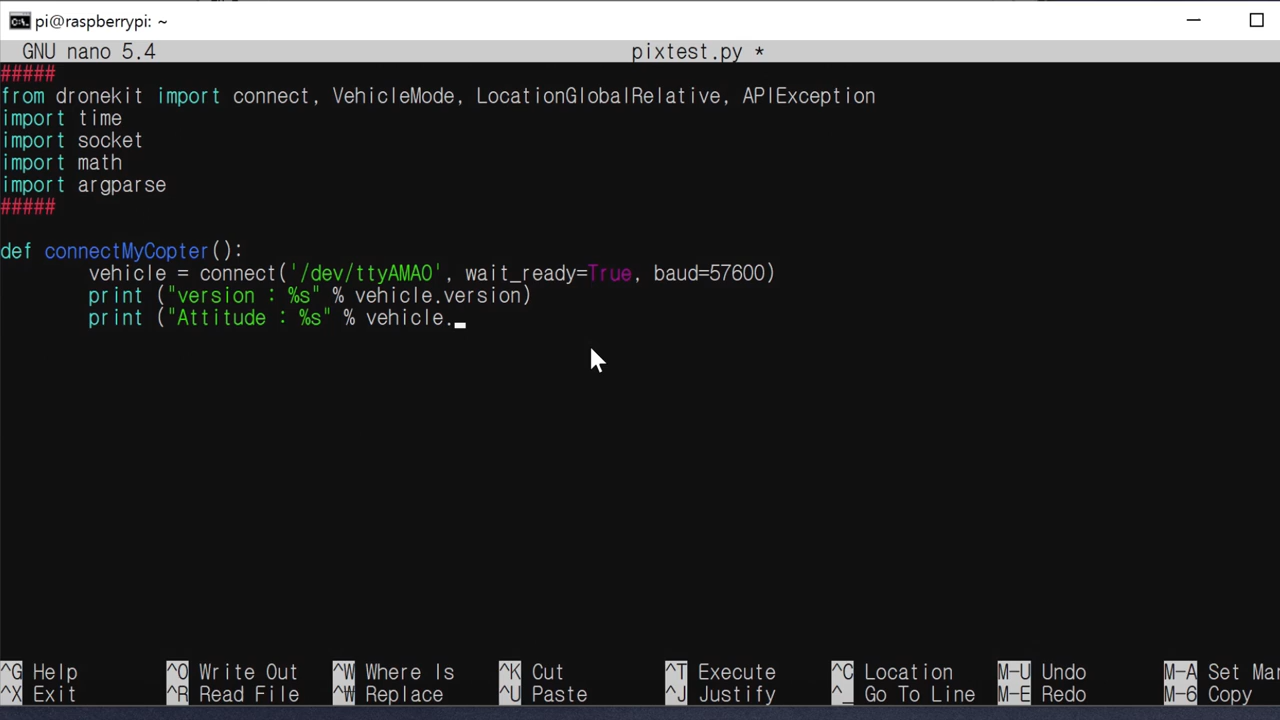 pi@raspberrypi: ~
GNU nano 5.4 pixtest.py *
#####
from dronekit import connect, VehicleMode, LocationGlobalRelative, APIException
import time
import socket
import math
import argparse
#####
def connectMyCopter():
vehicle = connect('/dev/ttyAMA0', wait_ready=True, baud=57600)
print ("version : %s" % vehicle.version)
print ("Attitude : %s" % vehicle.
^G Help ^O Write Out ^W Where Is ^K Cut ^T Execute ^C Location M-U Undo M-A Set Mar
^X Exit ^R Read File ^W Replace ^U Paste ^J Justify ^_ Go To Line M-E Redo M-6 Copy